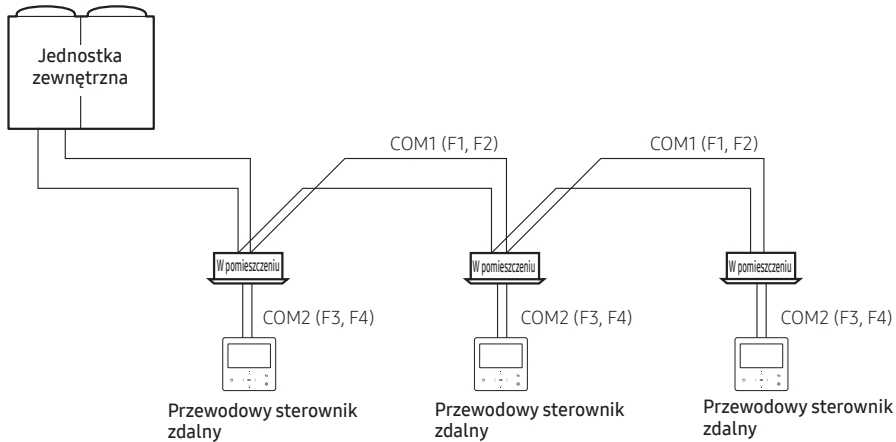 Jednostka
zewnętrzna
COM1 (F1, F2)
COM1 (F1, F2)
W pomieszczeniu
W pomieszczeniu
W pomieszczeniu
COM2 (F3, F4)
COM2 (F3, F4)
COM2 (F3, F4)
Przewodowy sterownik
zdalny
Przewodowy sterownik
zdalny
Przewodowy sterownik
zdalny